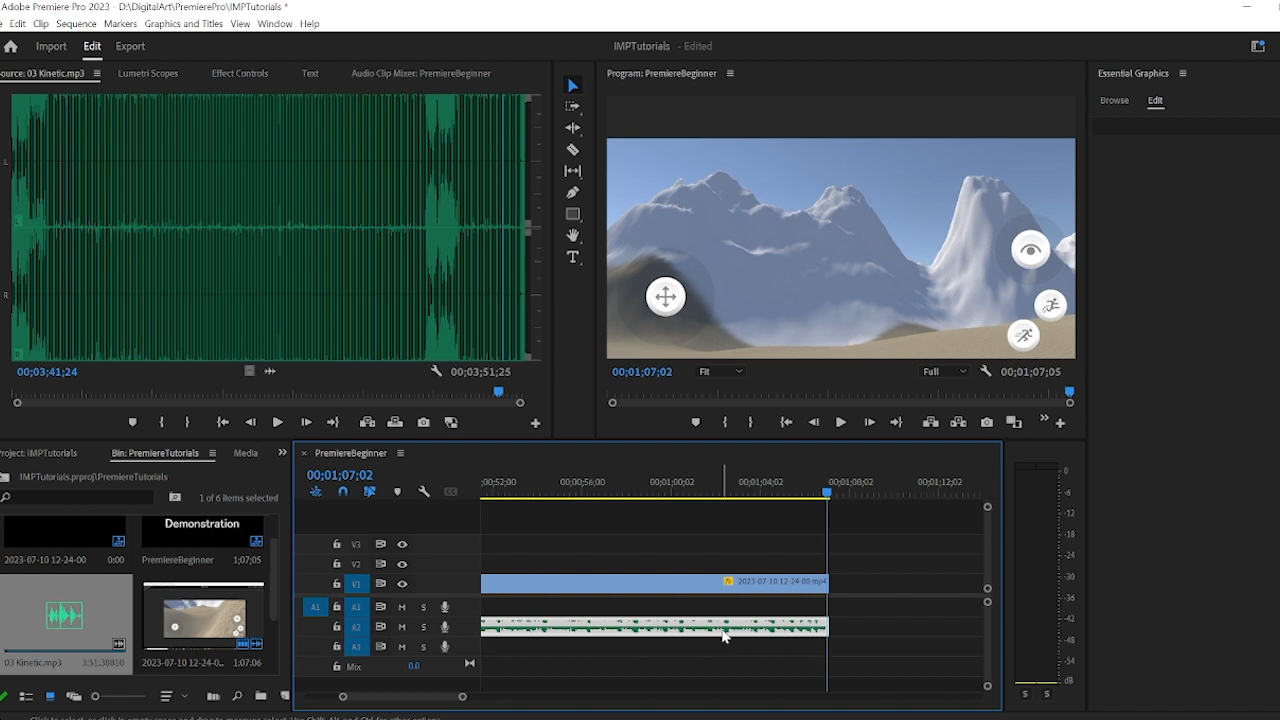 Adobe Premiere Pro 2023 - D:\DigitalArt\PremierePro\IMPTutorials *
Edit Clip Sequence Markers Graphics and Titles View Window Help
Import Edit Export
IMPTutorials - Edited
ource: 03 Kinetic.mp3
Lumetri Scopes
Effect Controls
Text
Audio Clip Mixer: PremiereBeginner
Program: PremiereBeginner
Essential Graphics
Browse Edit
L
L
R
R
00;03;41;24
00;03;51;25
00;01;07;02
Fit
Full
00;01;07;05
roject: IMPTutorials
Bin: PremiereTutorials
Media
IMPTutorials.prproj\PremiereTutorials
1 of 6 items selected
Demonstration
2023-07-10 12-24-00 0:00
PremiereBeginner 1;07;05
03 Kinetic.mp3 3:51:30810
2023-07-10 12-24-0... 1:07:06
× PremiereBeginner
00;01;07;02
;00;52;00 00;00;56;00 00;01;00;02 00;01;04;02 00;01;08;02 00;01;12;02
V3
V2
V1
fx 2023-07-10 12-24-00.mp4
A1 A1 M S
A2 M S
A3 M S
Mix 0.0
0
-6
-12
-18
-24
-30
-36
-42
-48
-54
dB
S S